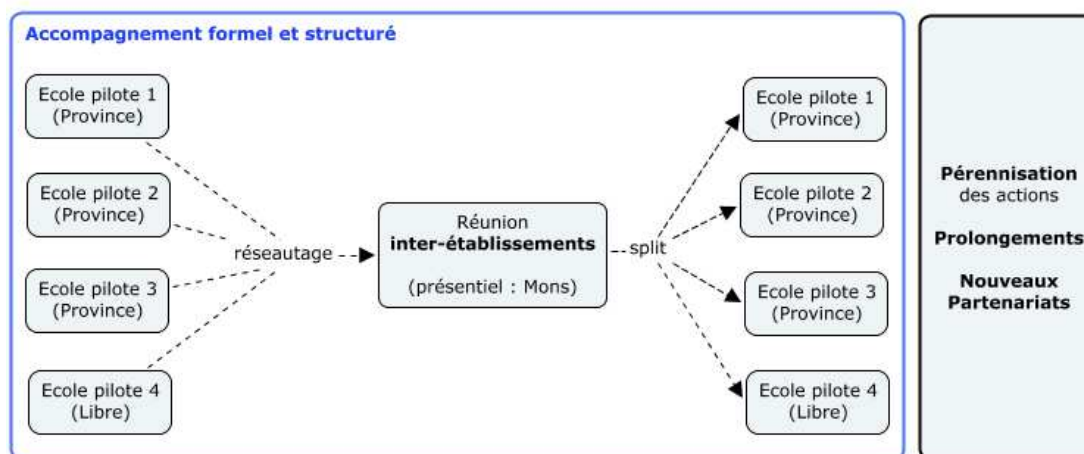 Accompagnement formel et structuré
Ecole pilote 1
(Province)
Ecole pilote 2
(Province)
Ecole pilote 3
(Province)
Ecole pilote 4
(Libre)
réseautage
Réunion
inter-établissements
(présentiel : Mons)
split
Ecole pilote 1
(Province)
Ecole pilote 2
(Province)
Ecole pilote 3
(Province)
Ecole pilote 4
(Libre)
Pérennisation
des actions
Prolongements
Nouveaux
Partenariats